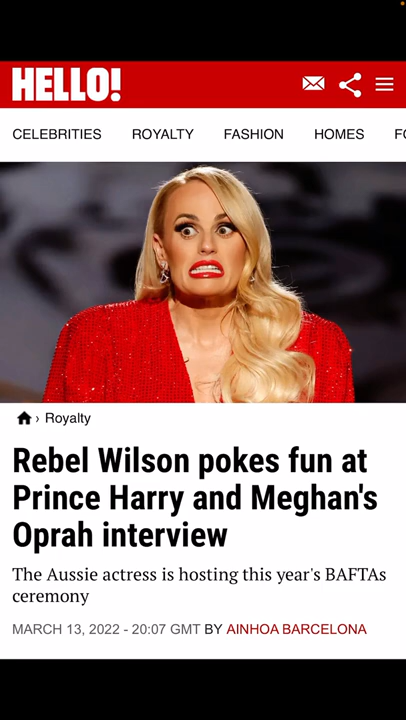 HELLO!
CELEBRITIES ROYALTY FASHION HOMES
› Royalty
Rebel Wilson pokes fun at
Prince Harry and Meghan's
Oprah interview
The Aussie actress is hosting this year's BAFTAs
ceremony
MARCH 13, 2022 - 20:07 GMT BY AINHOA BARCELONA